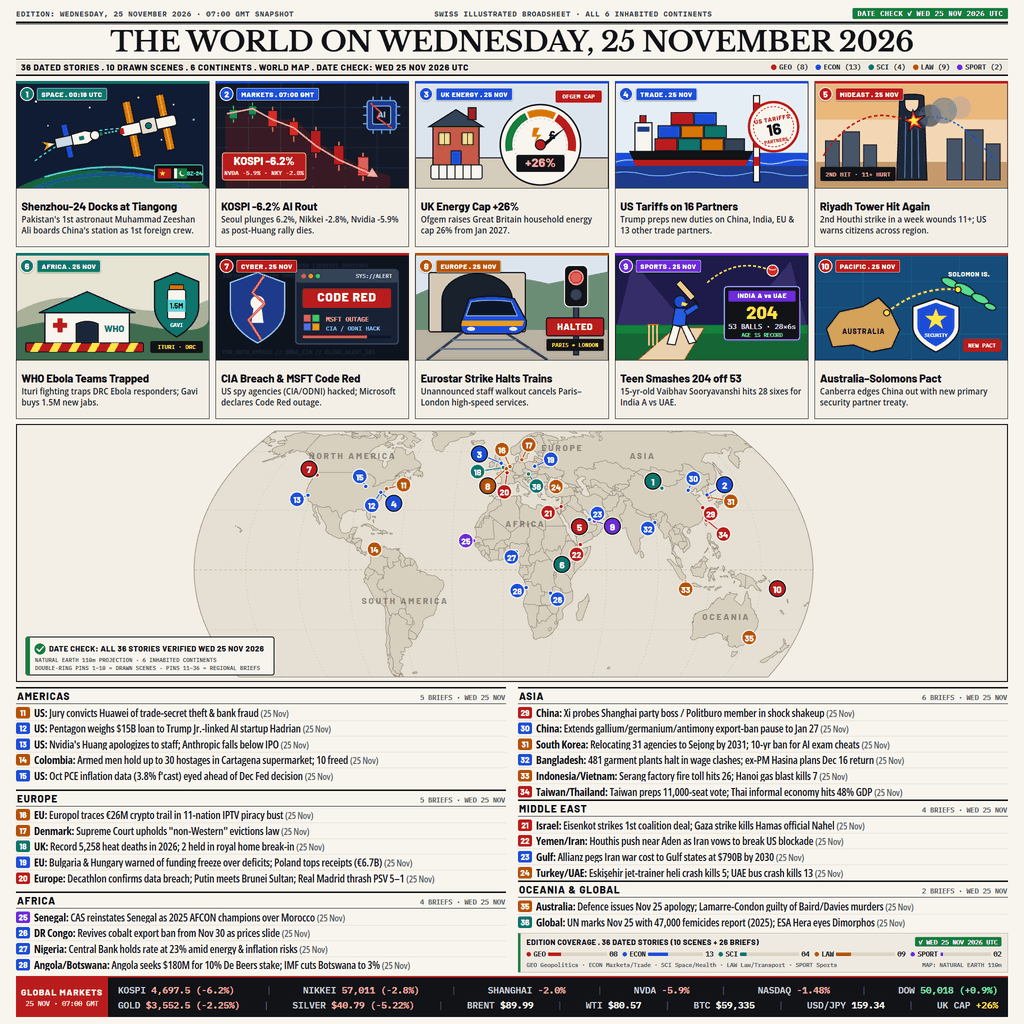 EDITION: WEDNESDAY, 25 NOVEMBER 2026 · 07:00 GMT SNAPSHOT
SWISS ILLUSTRATED BROADSHEET · ALL 6 INHABITED CONTINENTS
DATE CHECK ✓ WED 25 NOV 2026 UTC
THE WORLD ON WEDNESDAY, 25 NOVEMBER 2026
36 DATED STORIES . 10 DRAWN SCENES . 6 CONTINENTS . WORLD MAP . DATE CHECK: WED 25 NOV 2026 UTC
GEO (8) ECON (13) SCI (4) LAW (9) SPORT (2)
1 SPACE . 00:18 UTC
SZ-24
Shenzhou-24 Docks at Tiangong
Pakistan's 1st astronaut Muhammad Zeeshan
Ali boards China's station as 1st foreign crew.
2 MARKETS . 07:00 GMT
AI
KOSPI -6.2%
NVDA -5.9% · NKY -2.8%
KOSPI -6.2% AI Rout
Seoul plunges 6.2%, Nikkei -2.8%, Nvidia -5.9%
as post-Huang rally dies.
3 UK ENERGY . 25 NOV
OFGEM CAP
+26%
UK Energy Cap +26%
Ofgem raises Great Britain household energy
cap 26% from Jan 2027.
4 TRADE . 25 NOV
US TARIFFS
16
PARTNERS
US Tariffs on 16 Partners
Trump preps new duties on China, India, EU &
13 other trade partners.
5 MIDEAST . 25 NOV
2ND HIT · 11+ HURT
Riyadh Tower Hit Again
2nd Houthi strike in a week wounds 11+; US
warns citizens across region.
6 AFRICA . 25 NOV
WHO
1.5M
GAVI
ITURI · DRC
WHO Ebola Teams Trapped
Ituri fighting traps DRC Ebola responders; Gavi
buys 1.5M new jabs.
7 CYBER . 25 NOV
SYS://ALERT
CODE RED
MSFT OUTAGE
CIA / ODNI HACK
CIA Breach & MSFT Code Red
US spy agencies (CIA/ODNI) hacked; Microsoft
declares Code Red outage.
8 EUROPE . 25 NOV
HALTED
PARIS – LONDON
Eurostar Strike Halts Trains
Unannounced staff walkout cancels Paris–
London high-speed services.
9 SPORTS . 25 NOV
INDIA A vs UAE
204
53 BALLS · 28×6s
AGE 15 RECORD
Teen Smashes 204 off 53
15-yr-old Vaibhav Sooryavanshi hits 28 sixes for
India A vs UAE.
10 PACIFIC . 25 NOV
SOLOMON IS.
AUSTRALIA
SECURITY
NEW PACT
Australia–Solomons Pact
Canberra edges China out with new primary
security partner treaty.
NORTH AMERICA
EUROPE
ASIA
AFRICA
SOUTH AMERICA
OCEANIA
3 16 17 19 7 15 18 1 30 2
11 8 20 38 24 13 12 4 31
21 23 29 5 9 32 34
25 14 27 22 6
28 26 33 10
35
DATE CHECK: ALL 36 STORIES VERIFIED WED 25 NOV 2026
NATURAL EARTH 110m PROJECTION · 6 INHABITED CONTINENTS
DOUBLE-RING PINS 1-10 = DRAWN SCENES · PINS 11-36 = REGIONAL BRIEFS
AMERICAS 5 BRIEFS · WED 25 NOV
11 US: Jury convicts Huawei of trade-secret theft & bank fraud (25 Nov)
12 US: Pentagon weighs $15B loan to Trump Jr.-linked AI startup Hadrian (25 Nov)
13 US: Nvidia's Huang apologizes to staff; Anthropic falls below IPO (25 Nov)
14 Colombia: Armed men hold up to 30 hostages in Cartagena supermarket; 10 freed (25 Nov)
15 US: Oct PCE inflation data (3.8% f'cast) eyed ahead of Dec Fed decision (25 Nov)
EUROPE 5 BRIEFS · WED 25 NOV
16 EU: Europol traces €26M crypto trail in 11-nation IPTV piracy bust (25 Nov)
17 Denmark: Supreme Court upholds "non-Western" evictions law (25 Nov)
18 UK: Record 5,258 heat deaths in 2026; 2 held in royal home break-in (25 Nov)
19 EU: Bulgaria & Hungary warned of funding freeze over deficits; Poland tops receipts (€6.7B) (25 Nov)
20 Europe: Decathlon confirms data breach; Putin meets Brunei Sultan; Real Madrid thrash PSV 5–1 (25 Nov)
AFRICA 4 BRIEFS · WED 25 NOV
25 Senegal: CAS reinstates Senegal as 2025 AFCON champions over Morocco (25 Nov)
26 DR Congo: Revives cobalt export ban from Nov 30 as prices slide (25 Nov)
27 Nigeria: Central Bank holds rate at 23% amid energy & inflation risks (25 Nov)
28 Angola/Botswana: Angola seeks $180M for 10% De Beers stake; IMF cuts Botswana to 3% (25 Nov)
ASIA 6 BRIEFS · WED 25 NOV
29 China: Xi probes Shanghai party boss / Politburo member in shock shakeup (25 Nov)
30 China: Extends gallium/germanium/antimony export-ban pause to Jan 27 (25 Nov)
31 South Korea: Relocating 31 agencies to Sejong by 2031; 10-yr ban for AI exam cheats (25 Nov)
32 Bangladesh: 481 garment plants halt in wage clashes; ex-PM Hasina plans Dec 16 return (25 Nov)
33 Indonesia/Vietnam: Serang factory fire toll hits 26; Hanoi gas blast kills 7 (25 Nov)
34 Taiwan/Thailand: Taiwan preps 11,000-seat vote; Thai informal economy hits 48% GDP (25 Nov)
MIDDLE EAST 4 BRIEFS · WED 25 NOV
21 Israel: Eisenkot strikes 1st coalition deal; Gaza strike kills Hamas official Nahel (25 Nov)
22 Yemen/Iran: Houthis push near Aden as Iran vows to break US blockade (25 Nov)
23 Gulf: Allianz pegs Iran war cost to Gulf states at $790B by 2030 (25 Nov)
24 Turkey/UAE: Eskişehir jet-trainer heli crash kills 5; UAE bus crash kills 13 (25 Nov)
OCEANIA & GLOBAL 2 BRIEFS · WED 25 NOV
35 Australia: Defence issues Nov 25 apology; Lamarre-Condon guilty of Baird/Davies murders (25 Nov)
36 Global: UN marks Nov 25 with 47,000 femicides report (2025); ESA Hera eyes Dimorphos (25 Nov)
EDITION COVERAGE . 36 DATED STORIES (10 SCENES + 26 BRIEFS)
✓ WED 25 NOV 2026 UTC
GEO 08 ECON 13 SCI 04 LAW 09 SPORT 02
GEO Geopolitics · ECON Markets/Trade · SCI Space/Health · LAW Law/Transport · SPORT Sports
MAP: NATURAL EARTH 110m
GLOBAL MARKETS
25 NOV · 07:00 GMT
KOSPI 4,697.5 (-6.2%) | NIKKEI 57,011 (-2.8%) | SHANGHAI -2.0% | NVDA -5.9% | NASDAQ -1.48% | DOW 50,018 (+0.9%)
GOLD $3,552.5 (-2.25%) | SILVER $40.79 (-5.22%) | BRENT $89.99 | WTI $80.57 | BTC $59,335 | USD/JPY 159.34 | UK CAP +26%